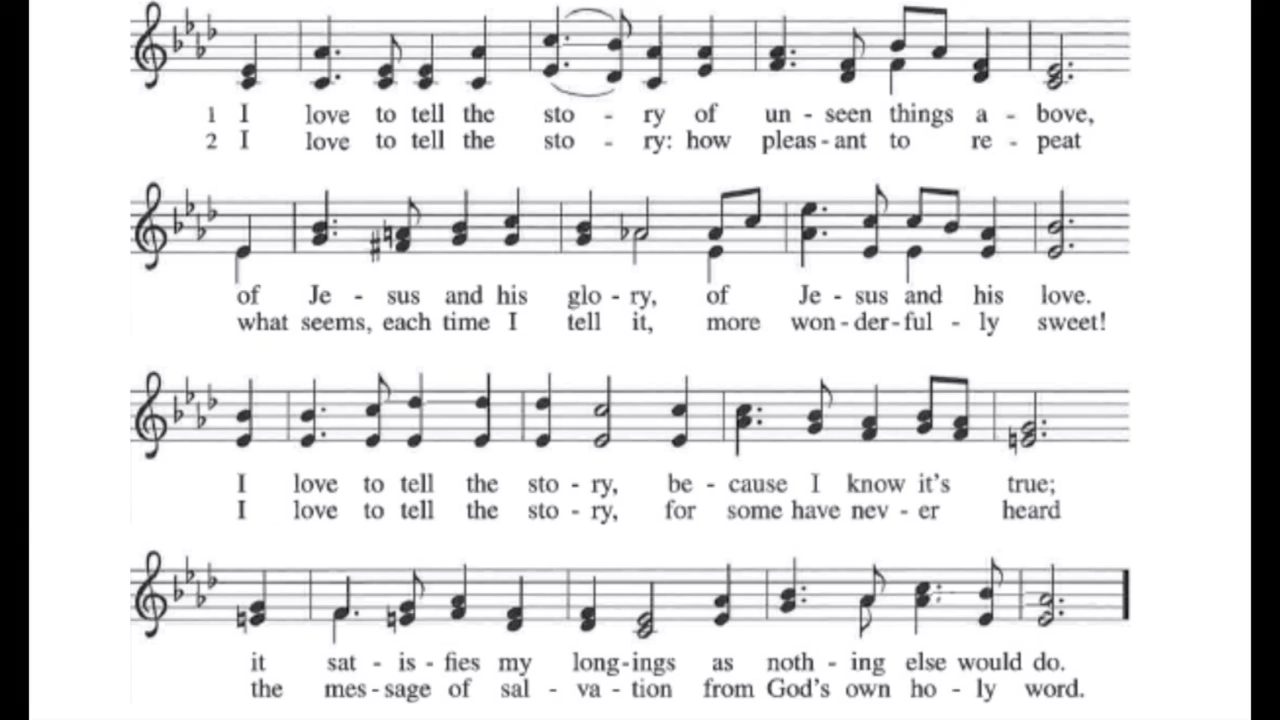 1 I love to tell the sto - ry of un - seen things a - bove,
2 I love to tell the sto - ry: how pleas - ant to re - peat
of Je - sus and his glo - ry, of Je - sus and his love.
what seems, each time I tell it, more won - der - ful - ly sweet!
I love to tell the sto - ry, be - cause I know it's true;
I love to tell the sto - ry, for some have nev - er heard
it sat - is - fies my long - ings as noth - ing else would do.
the mes - sage of sal - va - tion from God's own ho - ly word.